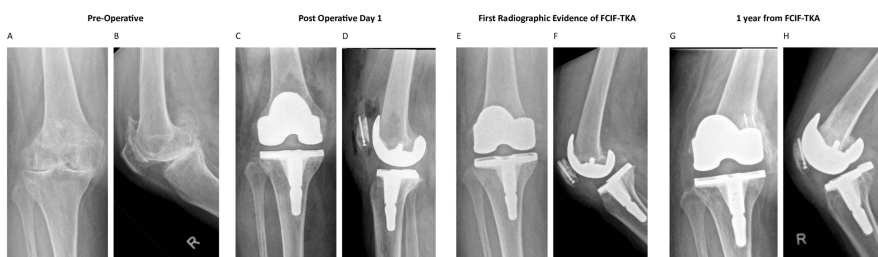 Pre-Operative
Post Operative Day 1
First Radiographic Evidence of FCIF-TKA
1 year from FCIF-TKA
A
B
C
D
E
F
G
H
R
R